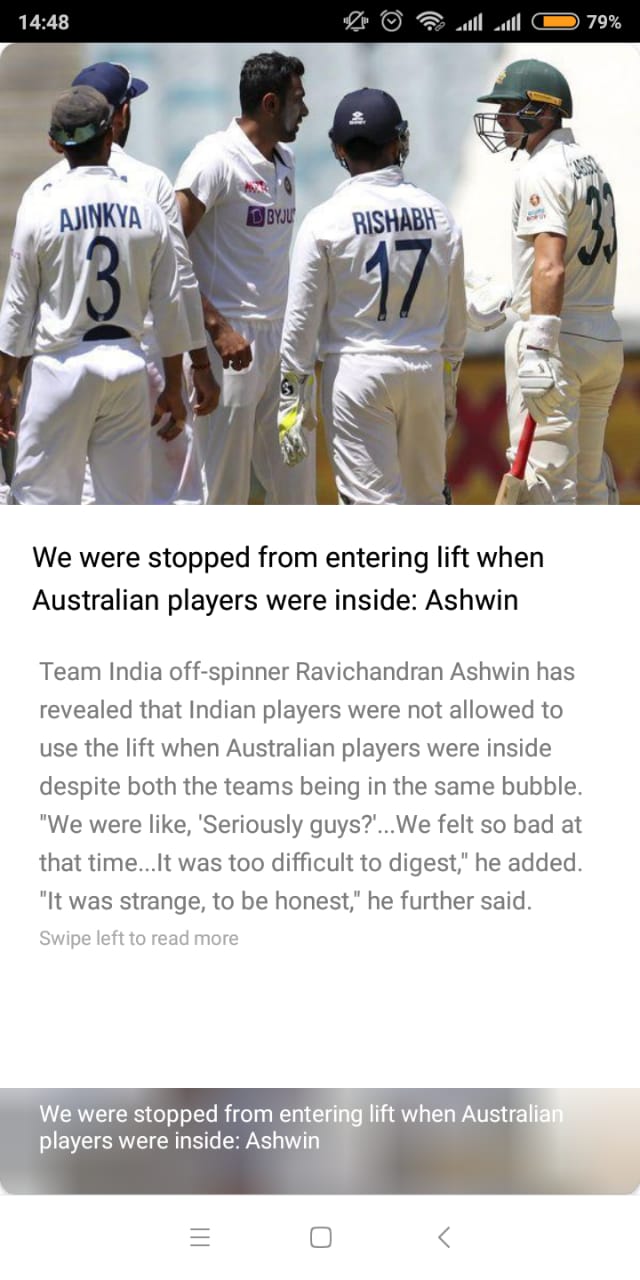 14:48
79%
AJINKYA
3
BYJU'
RISHABH
17
33
We were stopped from entering lift when
Australian players were inside: Ashwin
Team India off-spinner Ravichandran Ashwin has
revealed that Indian players were not allowed to
use the lift when Australian players were inside
despite both the teams being in the same bubble.
"We were like, 'Seriously guys?'...We felt so bad at
that time...It was too difficult to digest," he added.
"It was strange, to be honest," he further said.
Swipe left to read more
We were stopped from entering lift when Australian
players were inside: Ashwin